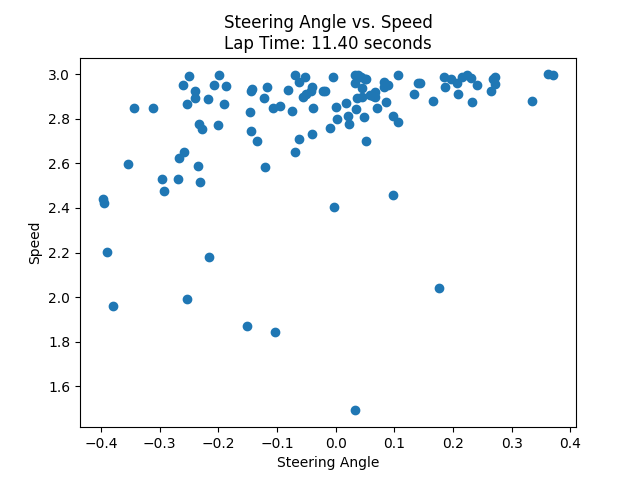 Steering Angle vs. Speed
Lap Time: 11.40 seconds
3.0
2.8
2.6
2.4
2.2
2.0
1.8
1.6
Speed
−0.4 −0.3 −0.2 −0.1 0.0 0.1 0.2 0.3 0.4
Steering Angle